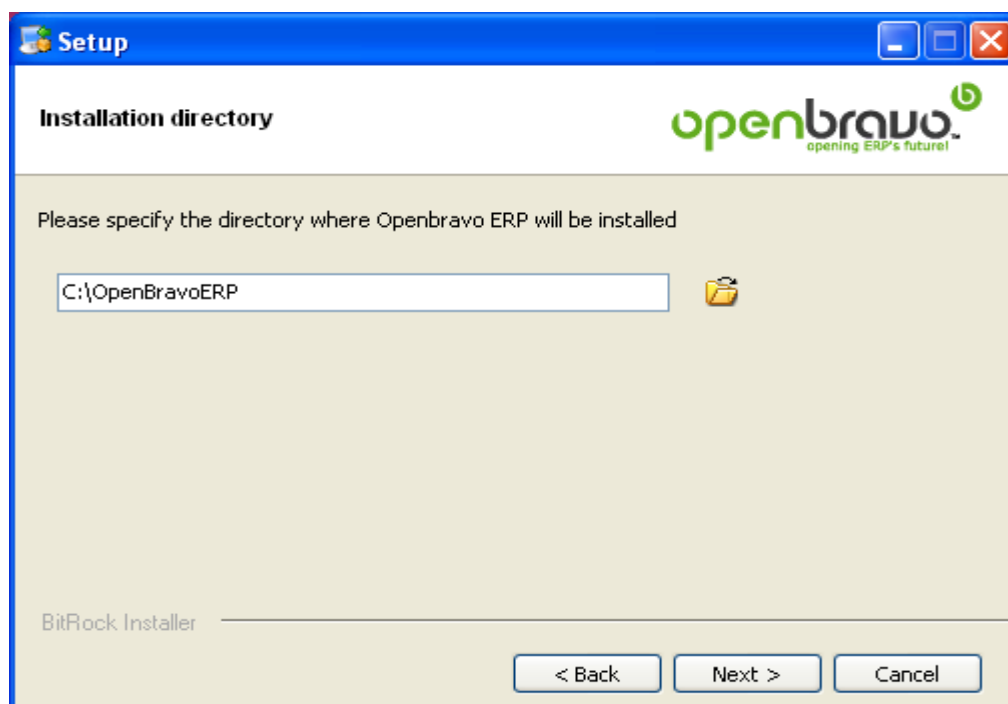 Setup
Installation directory
openbravo™
b
opening ERP's future!
Please specify the directory where Openbravo ERP will be installed
C:\OpenBravoERP
BitRock Installer
< Back
Next >
Cancel